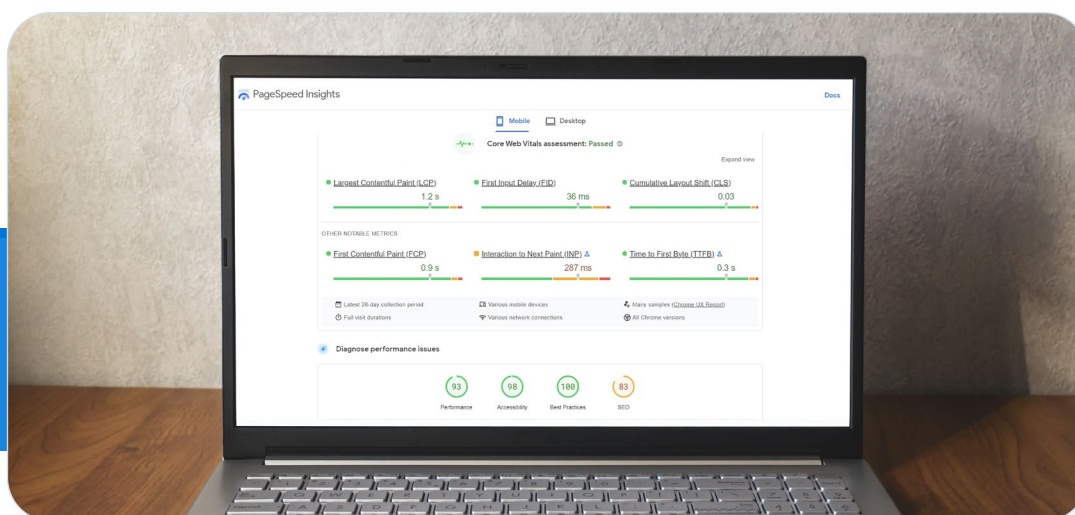 PageSpeed Insights
Docs
Mobile
Desktop
Core Web Vitals assessment: Passed
Expand view
Largest Contentful Paint (LCP)
First Input Delay (FID)
Cumulative Layout Shift (CLS)
1.2 s
36 ms
0.03
OTHER NOTABLE METRICS
First Contentful Paint (FCP)
Interaction to Next Paint (INP)
Time to First Byte (TTFB)
0.9 s
287 ms
0.3 s
Latest 28-day collection period
Various mobile devices
Many samples (Chrome UX Report)
Full visit durations
Various network connections
All Chrome versions
Diagnose performance issues
93
98
100
83
Performance
Accessibility
Best Practices
SEO